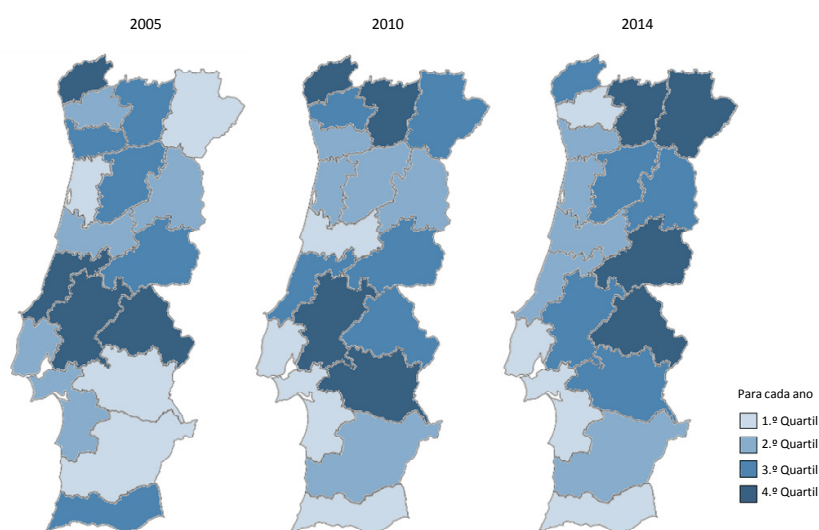 2005
2010
2014
Para cada ano
1.º Quartil
2.º Quartil
3.º Quartil
4.º Quartil